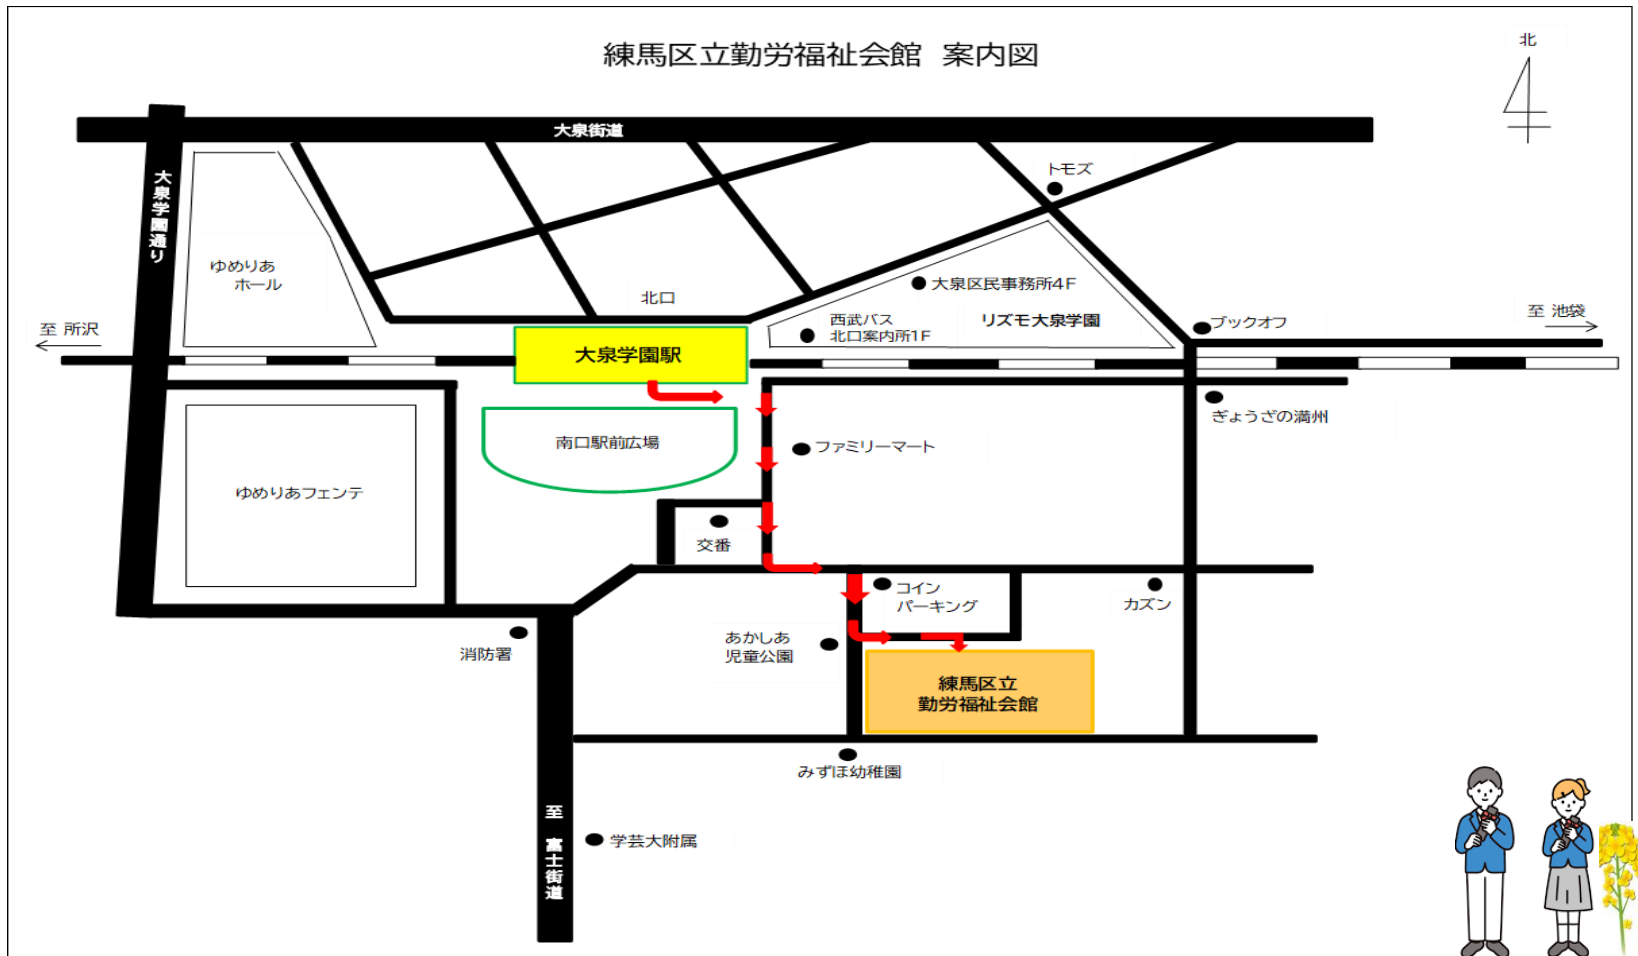 練馬区立勤労福祉会館 案内図
北
大泉街道
大泉学園通り
トモズ
ゆめりあ
ホール
北口
大泉区民事務所4F
西武バス
北口案内所1F
リズモ大泉学園
ブックオフ
至 所沢
至 池袋
大泉学園駅
ぎょうざの満州
南口駅前広場
ファミリーマート
ゆめりあフェンテ
交番
コイン
パーキング
カズン
消防署
あかしあ
児童公園
練馬区立
勤労福祉会館
みずほ幼稚園
至 富士街道
学芸大附属